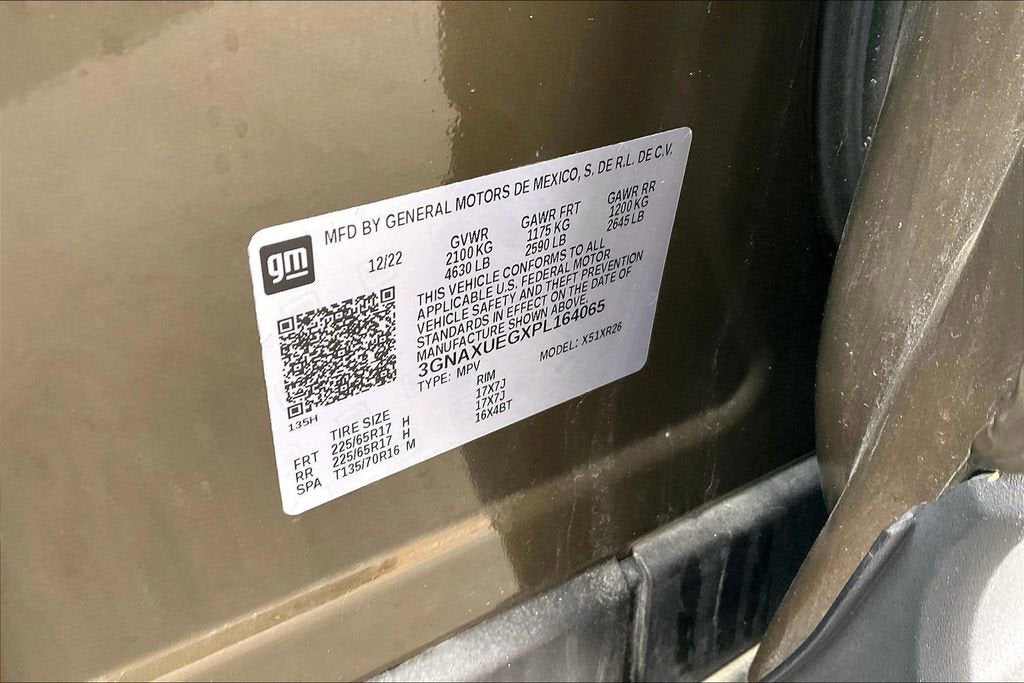 MFD BY GENERAL MOTORS DE MEXICO, S. DE R.L. DE C.V.
gm
12/22
GVWR GAWR FRT GAWR RR
2100 KG 1175 KG 1200 KG
4630 LB 2590 LB 2645 LB
THIS VEHICLE CONFORMS TO ALL
APPLICABLE U.S. FEDERAL MOTOR
VEHICLE SAFETY AND THEFT PREVENTION
STANDARDS IN EFFECT ON THE DATE OF
MANUFACTURE SHOWN ABOVE.
3GNAXUEGXPL164065
TYPE: MPV MODEL: X51XR26
135H
TIRE SIZE RIM
FRT 225/65R17 H 17X7J
RR 225/65R17 H 17X7J
SPA T135/70R16 M 16X4BT